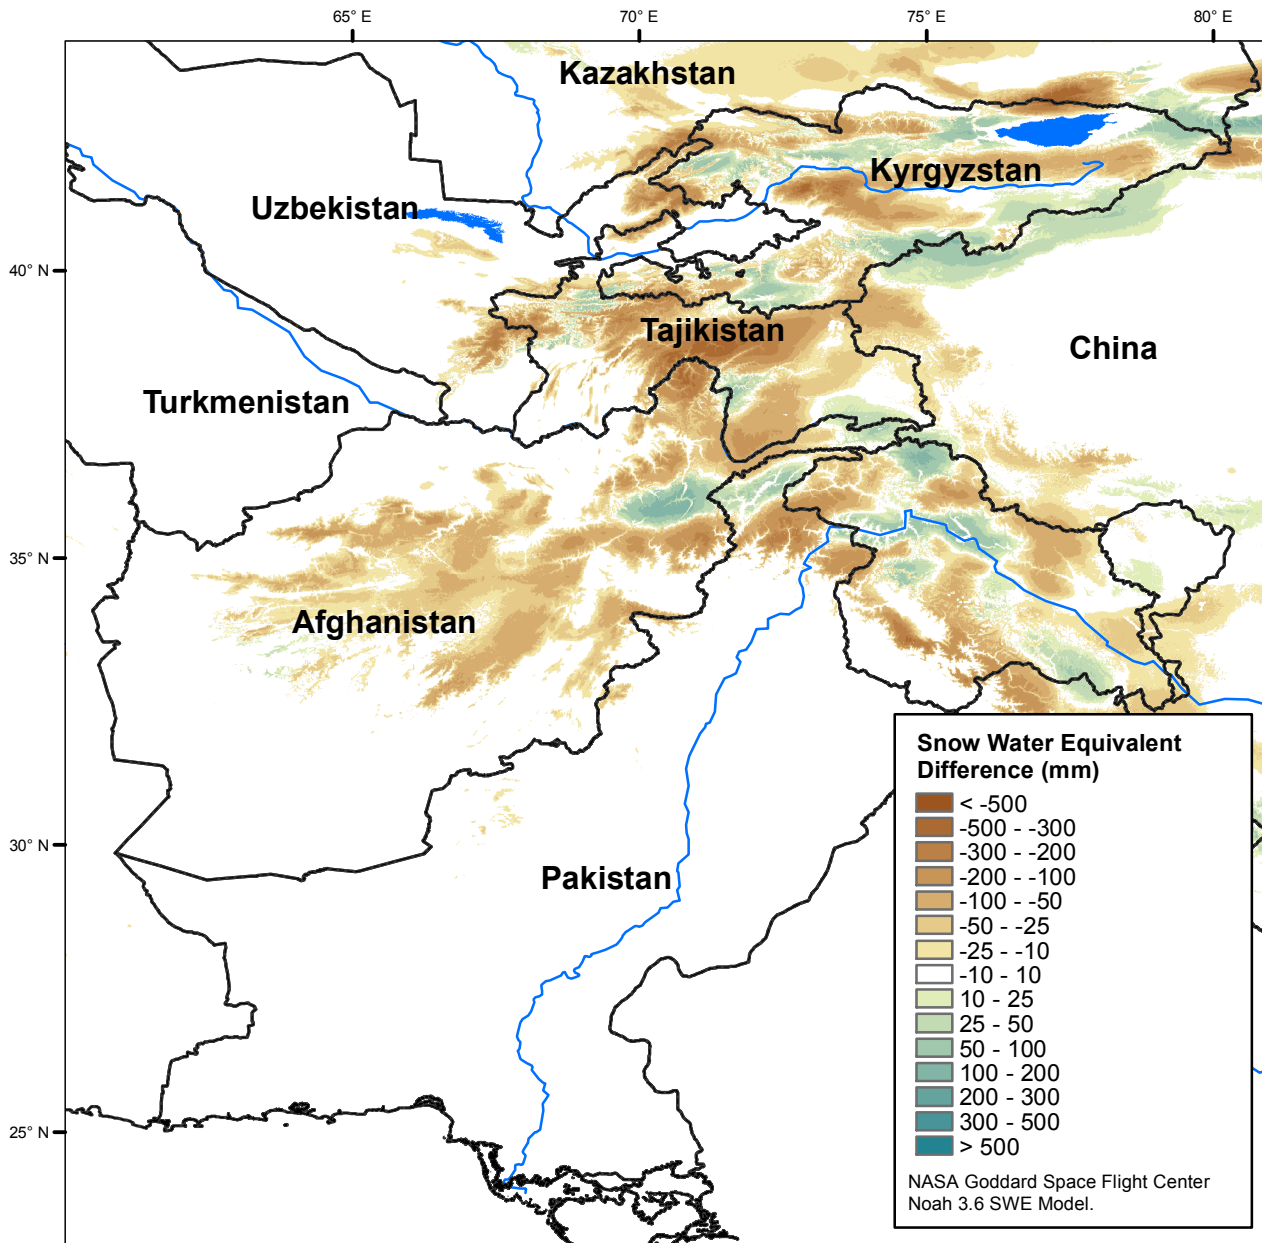 65° E
70° E
75° E
80° E
Kazakhstan
Kyrgyzstan
Uzbekistan
40° N
Tajikistan
China
Turkmenistan
35° N
Afghanistan
30° N
Pakistan
25° N
Snow Water Equivalent
Difference (mm)
< -500
-500 - -300
-300 - -200
-200 - -100
-100 - -50
-50 - -25
-25 - -10
-10 - 10
10 - 25
25 - 50
50 - 100
100 - 200
200 - 300
300 - 500
> 500
NASA Goddard Space Flight Center
Noah 3.6 SWE Model.